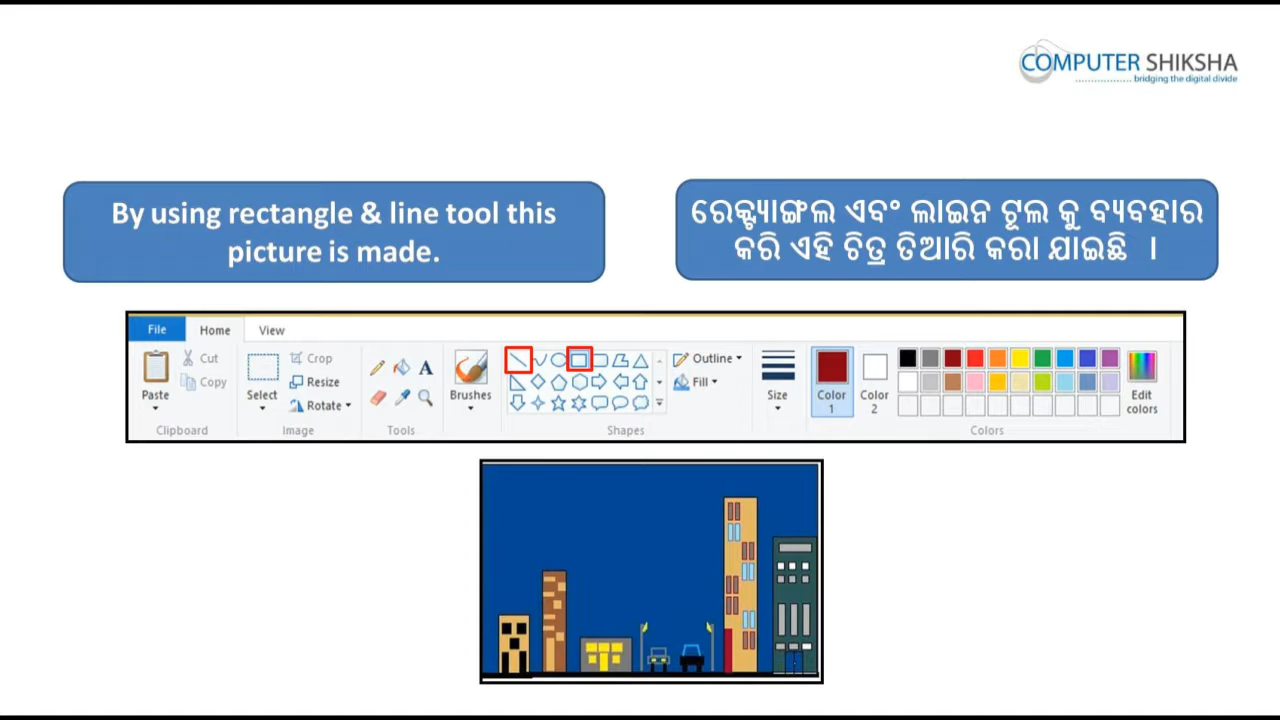 COMPUTER SHIKSHA
bridging the digital divide
By using rectangle & line tool this
picture is made.
ରେକ୍ଟ୍ୟାଙ୍ଗଲ ଏବଂ ଲାଇନ ଟୂଲ କୁ ବ୍ୟବହାର
କରି ଏହି ଚିତ୍ର ତିଆରି କରା ଯାଇଛି ।
File Home View
Cut
Copy
Paste
Clipboard
Crop
Resize
Rotate
Select
Image
A
Tools
Brushes
Shapes
Outline
Fill
Size
Color
1
Color
2
Edit
colors
Colors